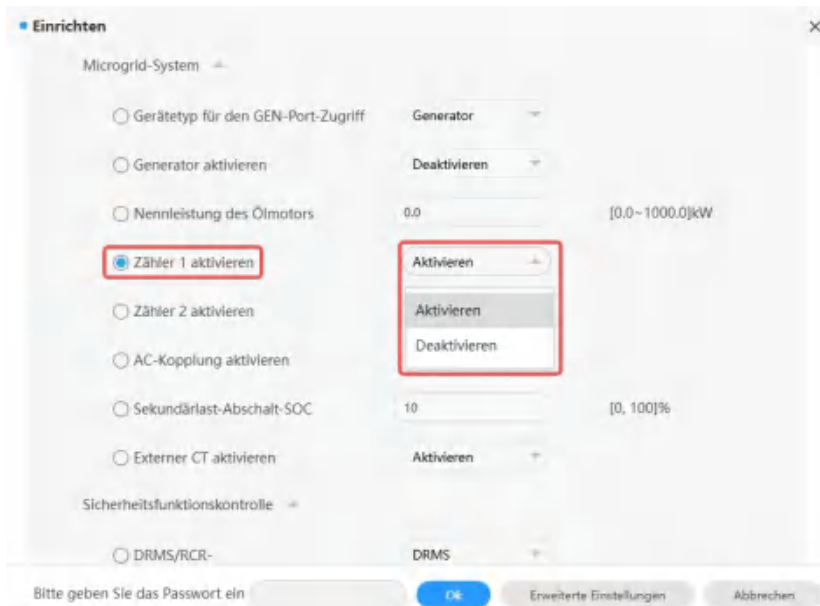 Einrichten
Microgrid-System
Gerätetyp für den GEN-Port-Zugriff Generator
Generator aktivieren Deaktivieren
Nennleistung des Ölmotors 0.0 [0.0~1000.0]kW
Zähler 1 aktivieren Aktivieren
Aktivieren
Zähler 2 aktivieren
Deaktivieren
AC-Kopplung aktivieren
Sekundärlast-Abschalt-SOC 10 [0, 100]%
Externer CT aktivieren Aktivieren
Sicherheitsfunktionskontrolle
DRMS/RCR- DRMS
Bitte geben Sie das Passwort ein Ok Erweiterte Einstellungen Abbrechen